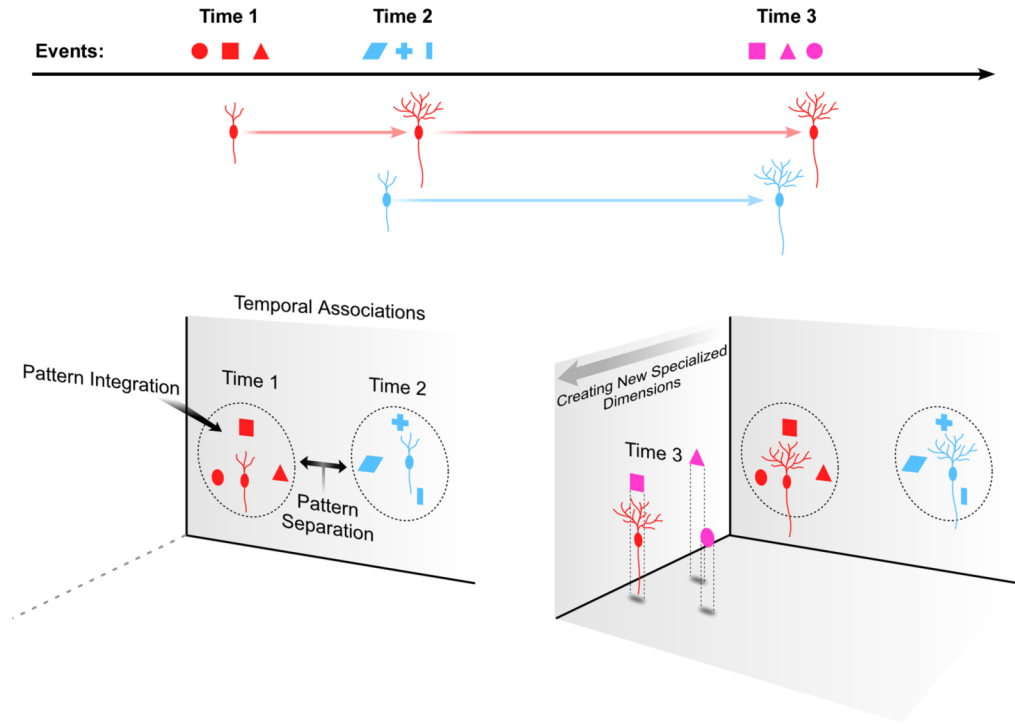 Time 1
Time 2
Time 3
Events:
Temporal Associations
Pattern Integration
Time 1
Time 2
Pattern
Separation
Creating New Specialized
Dimensions
Time 3